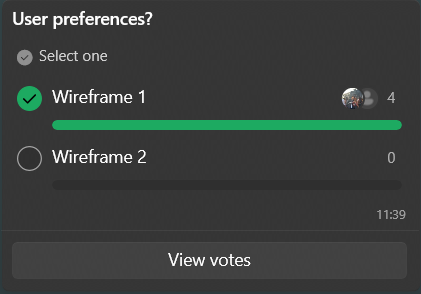 User preferences?
Select one
Wireframe 1 4
Wireframe 2 0
11:39
View votes